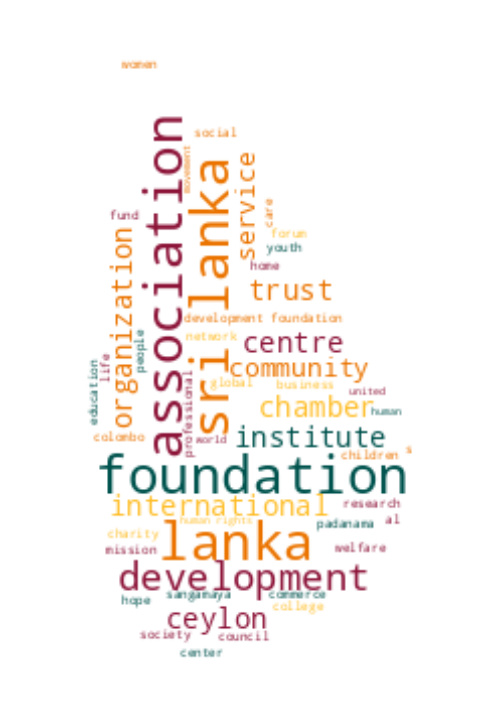 women
association
social
movement
sri lanka
service
care
fund
organization
forum
youth
home
trust
development foundation
people
network
centre
education
life
community
professional
global
business
united
chamber
human
colombo
world
institute
children
s
foundation
international
research
human rights
padanama
al
charity
lanka
mission
welfare
development
hope
sangamaya
commerce
college
ceylon
society
council
center